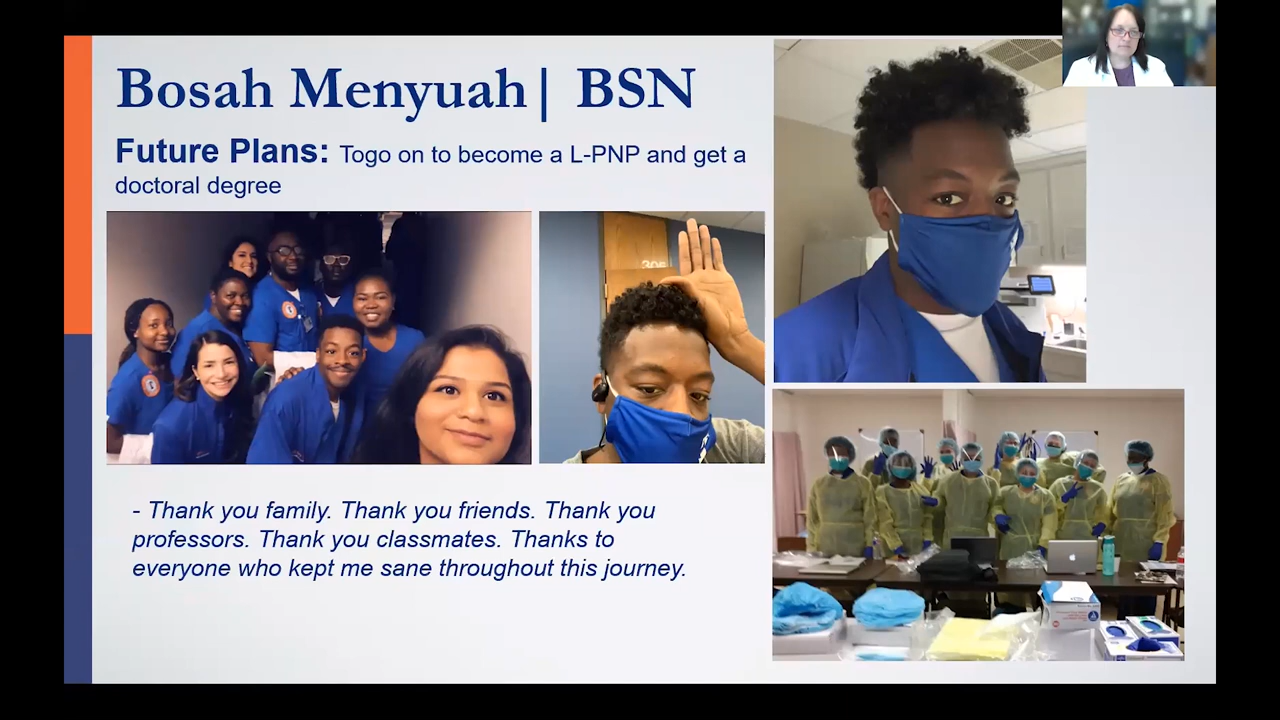 Bosah Menyuah| BSN
Future Plans: Togo on to become a L-PNP and get a
doctoral degree
306
- Thank you family. Thank you friends. Thank you
professors. Thank you classmates. Thanks to
everyone who kept me sane throughout this journey.